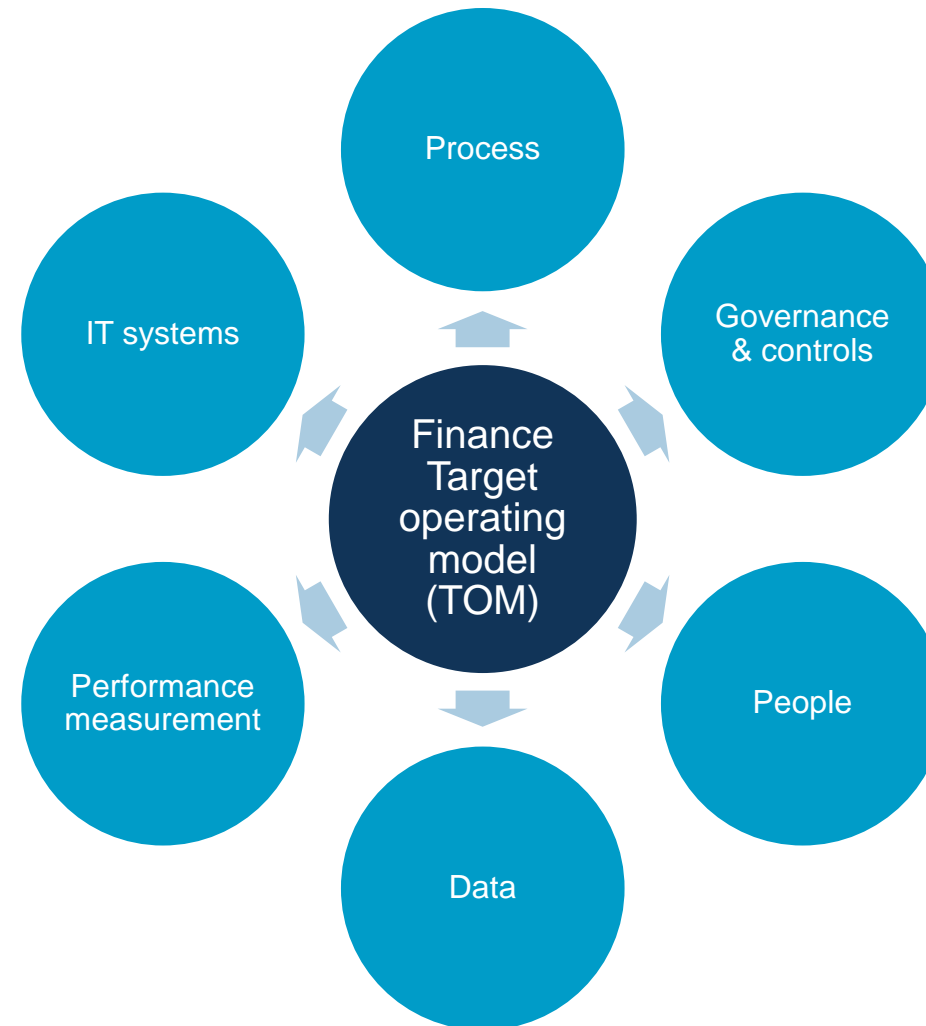 Process
IT systems
Governance
& controls
Finance
Target
operating
model
(TOM)
Performance
measurement
People
Data